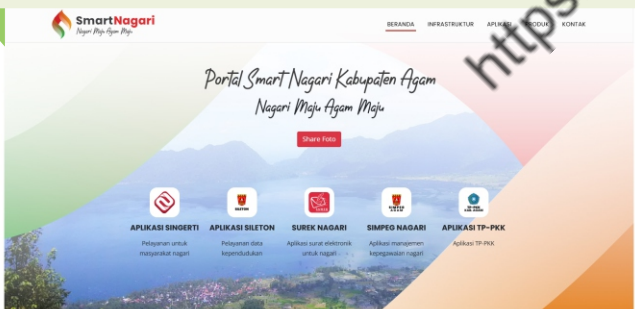 SmartNagari
Nagari Maju Agam Maju
BERANDA INFRASTRUKTUR APLIKASI PRODUK KONTAK
https
Portal Smart Nagari Kabupaten Agam
Nagari Maju Agam Maju
Share Foto
APLIKASI SINGERTI APLIKASI SILETON SUREK NAGARI SIMPEG NAGARI APLIKASI TP-PKK
Pelayanan untuk Pelayanan data Aplikasi surat elektronik Aplikasi manajemen Aplikasi TP PKK
masyarakat nagari kependudukan untuk nagari kepegawaian nagari